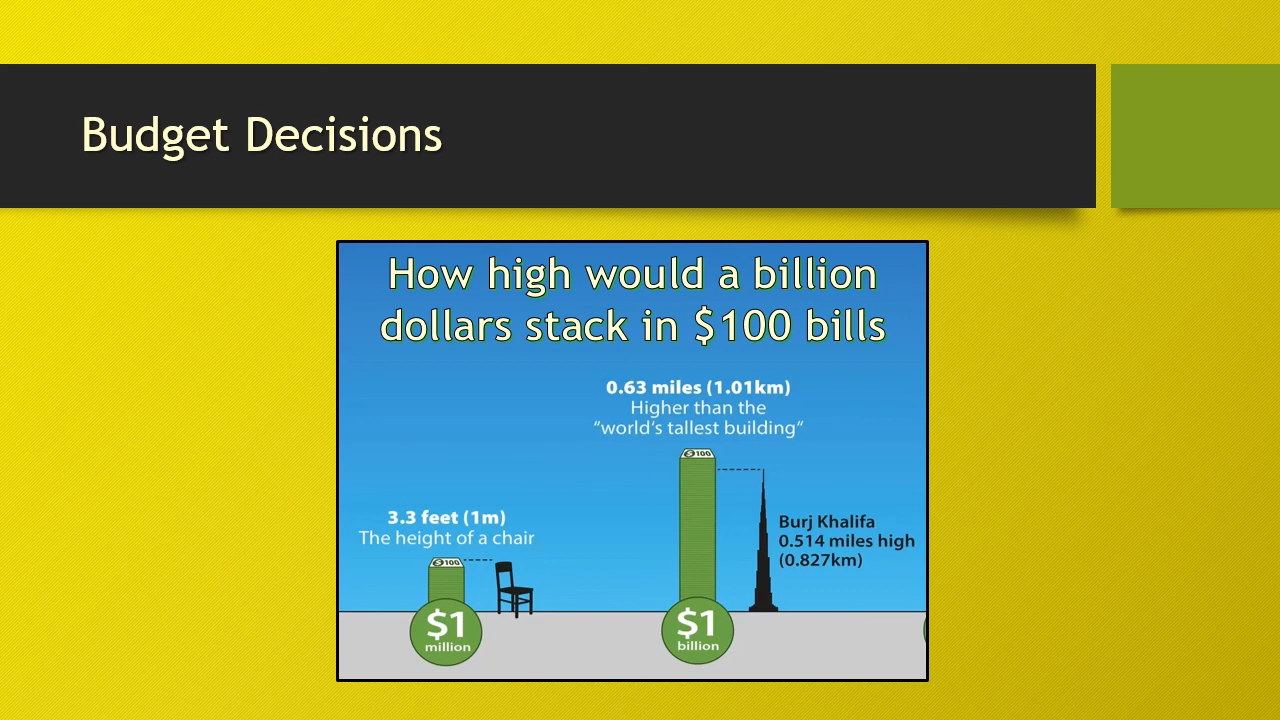 Budget Decisions
How high would a billion
dollars stack in $100 bills
0.63 miles (1.01km)
Higher than the
“world‘s tallest building“
$100
3.3 feet (1m)
The height of a chair
$100
Burj Khalifa
0.514 miles high
(0.827km)
$1
million
$1
billion